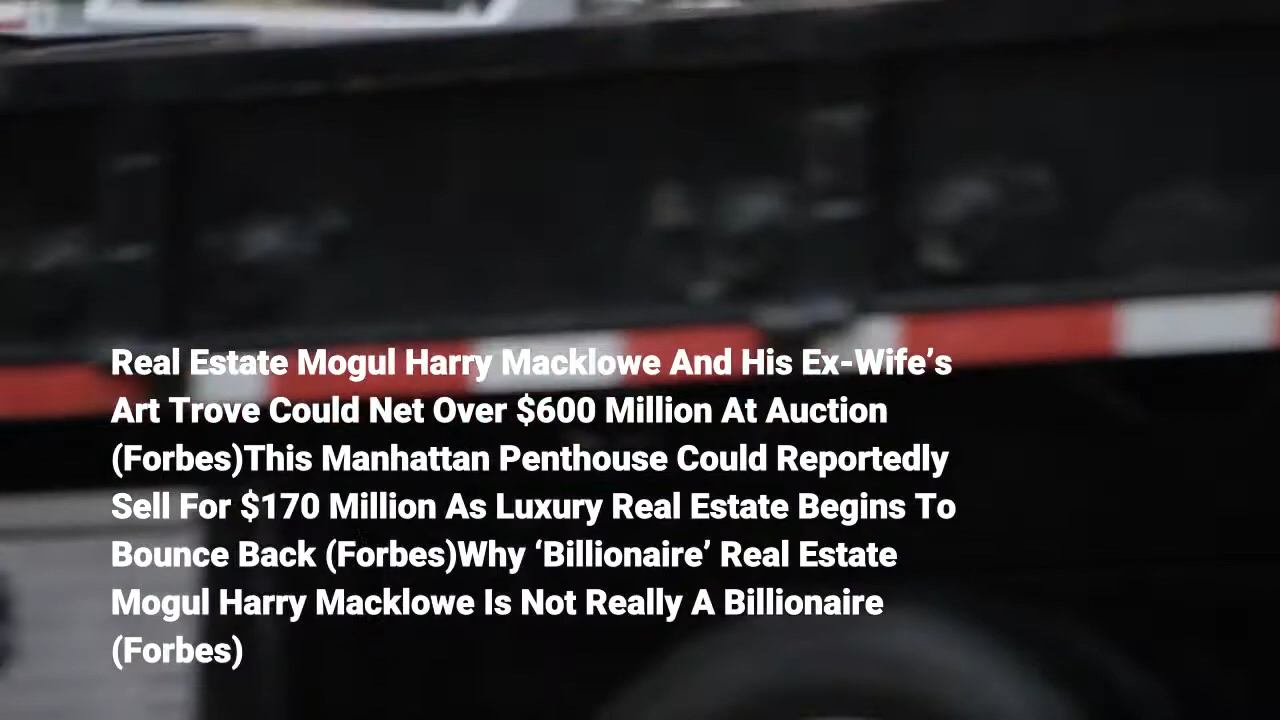 Real Estate Mogul Harry Macklowe And His Ex-Wife’s
Art Trove Could Net Over $600 Million At Auction
(Forbes)This Manhattan Penthouse Could Reportedly
Sell For $170 Million As Luxury Real Estate Begins To
Bounce Back (Forbes)Why ‘Billionaire’ Real Estate
Mogul Harry Macklowe Is Not Really A Billionaire
(Forbes)